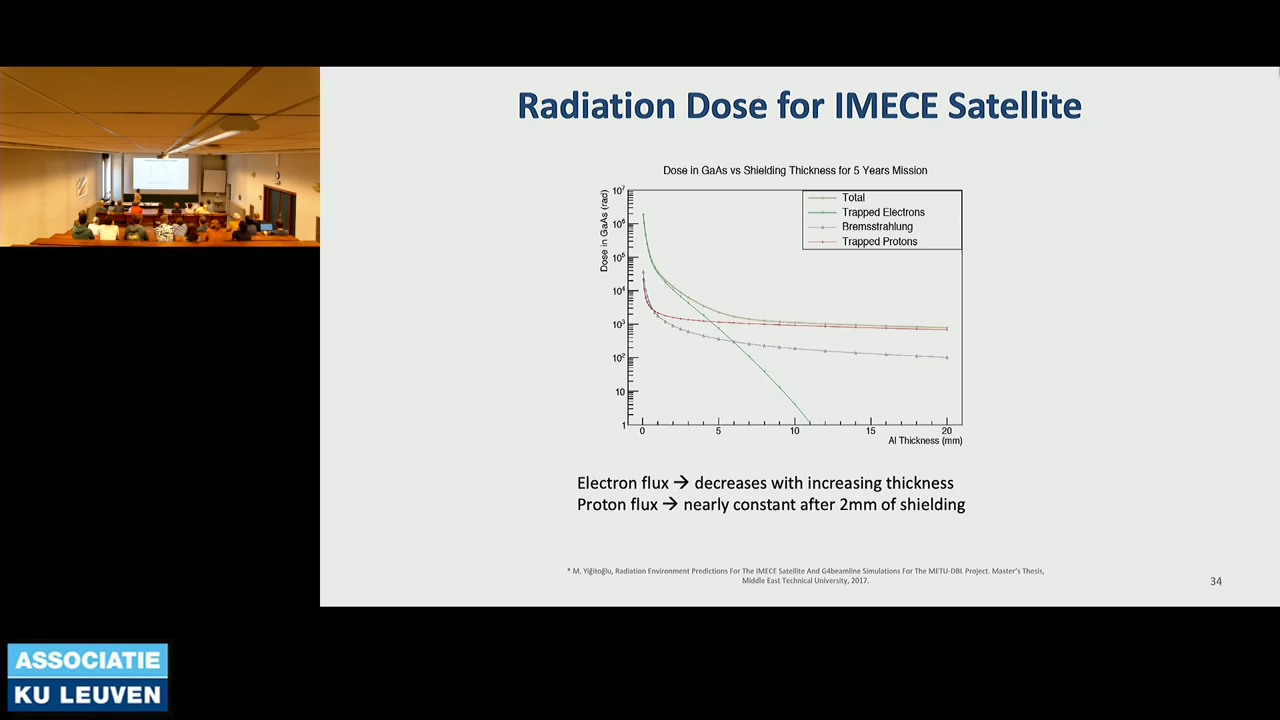 Radiation Dose for IMECE Satellite
Dose in GaAs vs Shielding Thickness for 5 Years Mission
Dose in GaAs (rad)
10⁷
10⁶
10⁵
10⁴
10³
10²
10
1
Total
Trapped Electrons
Bremsstrahlung
Trapped Protons
0 5 10 15 20
Al Thickness (mm)
Electron flux → decreases with increasing thickness
Proton flux → nearly constant after 2mm of shielding
* M. Yiğitoğlu, Radiation Environment Predictions For The IMECE Satellite And G4beamline Simulations For The METU-DBL Project. Master's Thesis,
Middle East Technical University, 2017.
34
ASSOCIATIE
KU LEUVEN